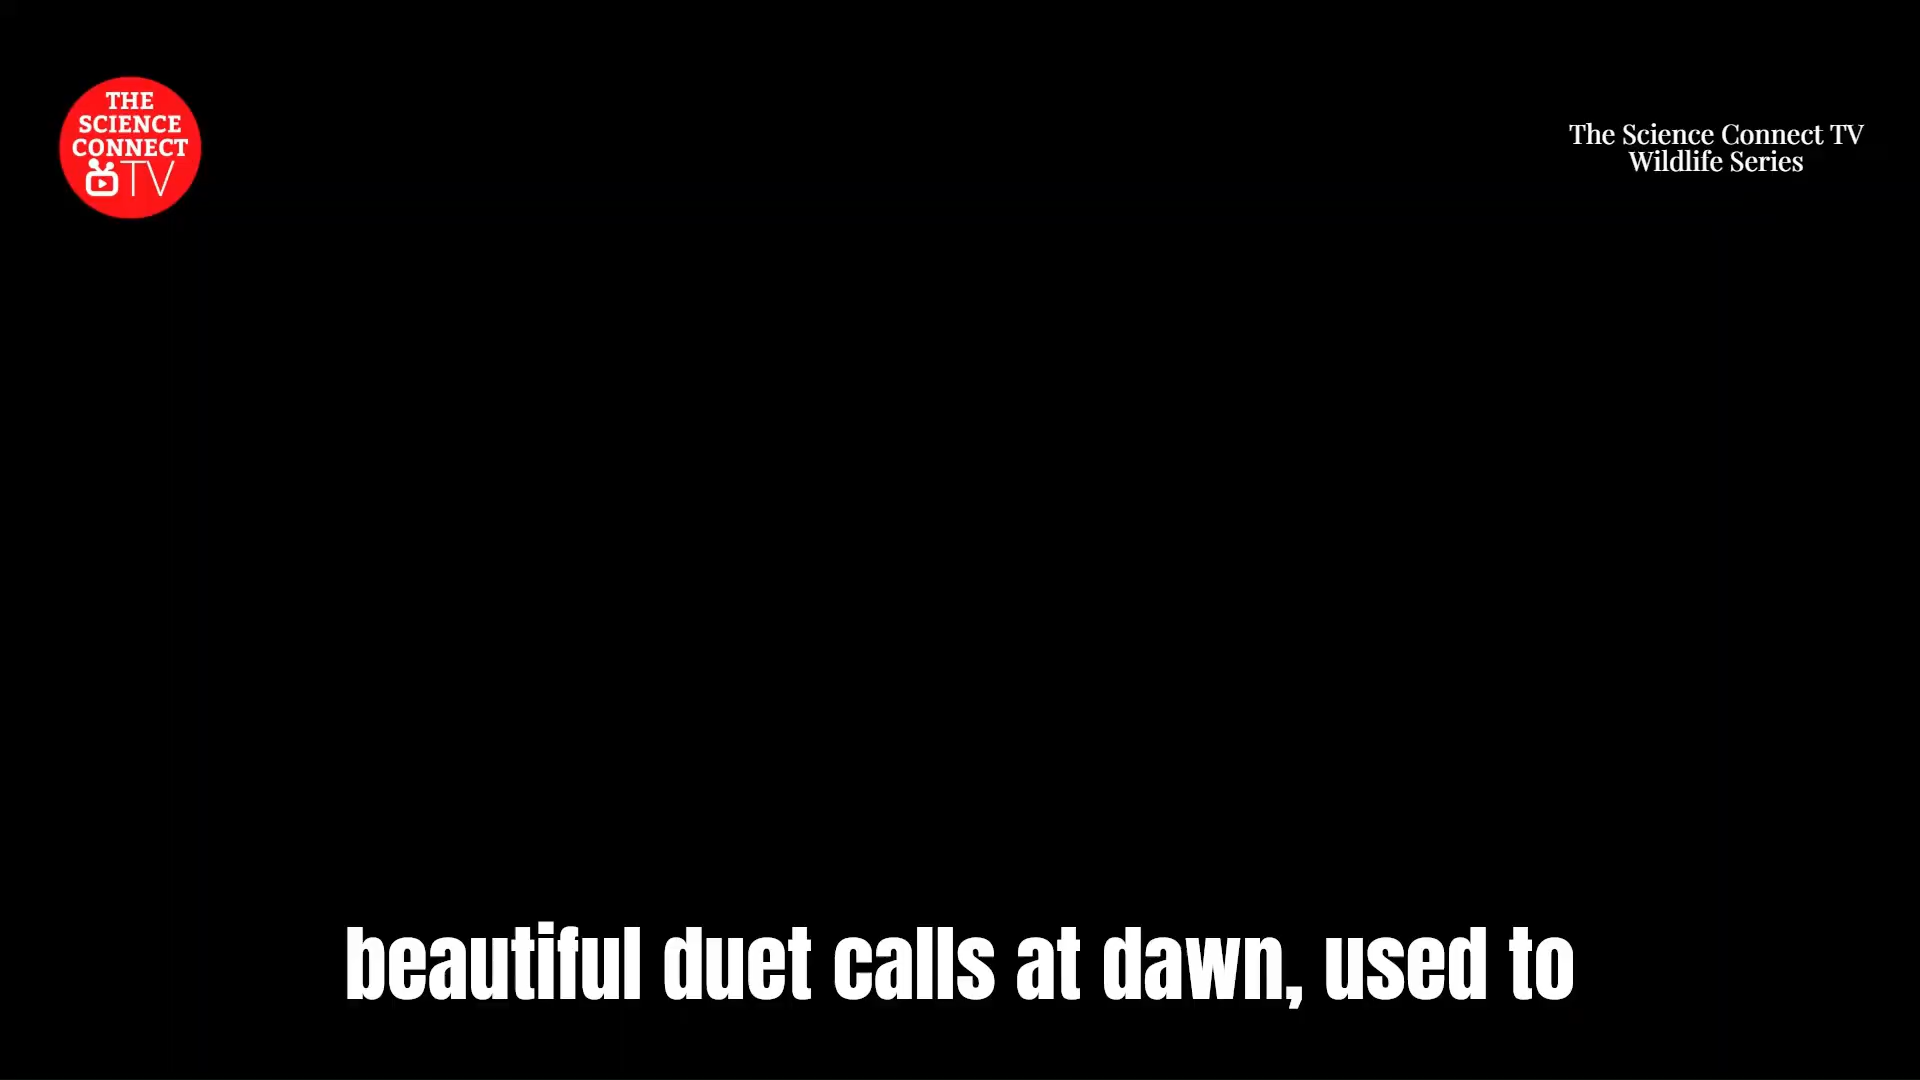 THE
SCIENCE
CONNECT
TV
The Science Connect TV
Wildlife Series
beautiful duet calls at dawn, used to